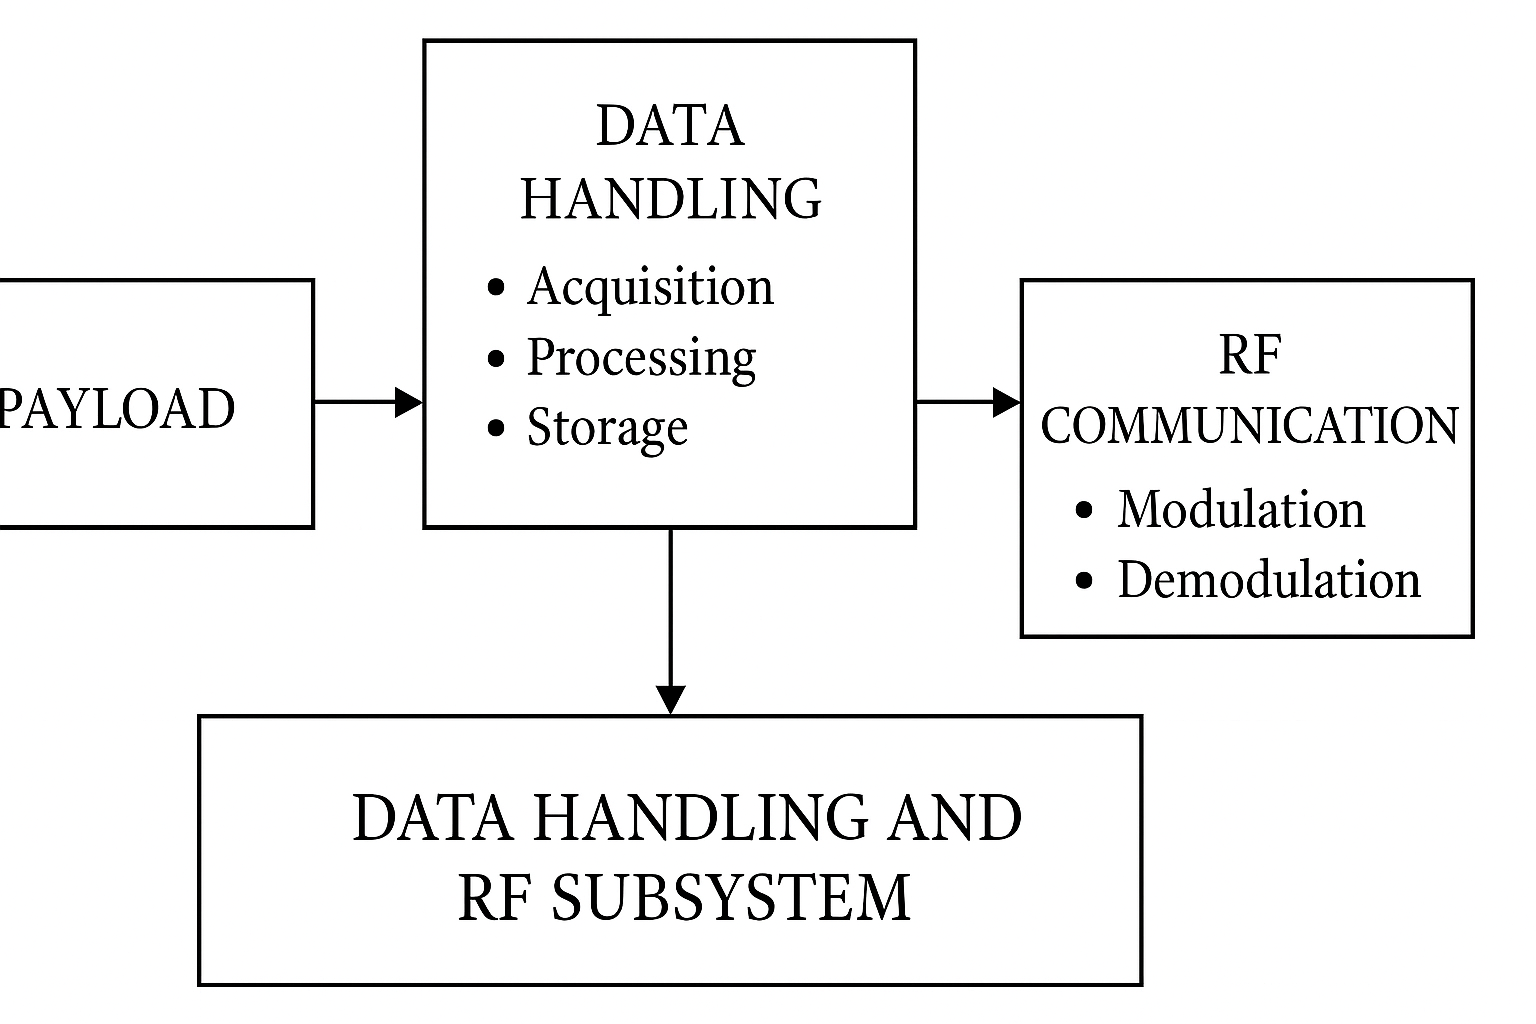 PAYLOAD
DATA
HANDLING
• Acquisition
• Processing
• Storage
RF
COMMUNICATION
• Modulation
• Demodulation
DATA HANDLING AND
RF SUBSYSTEM